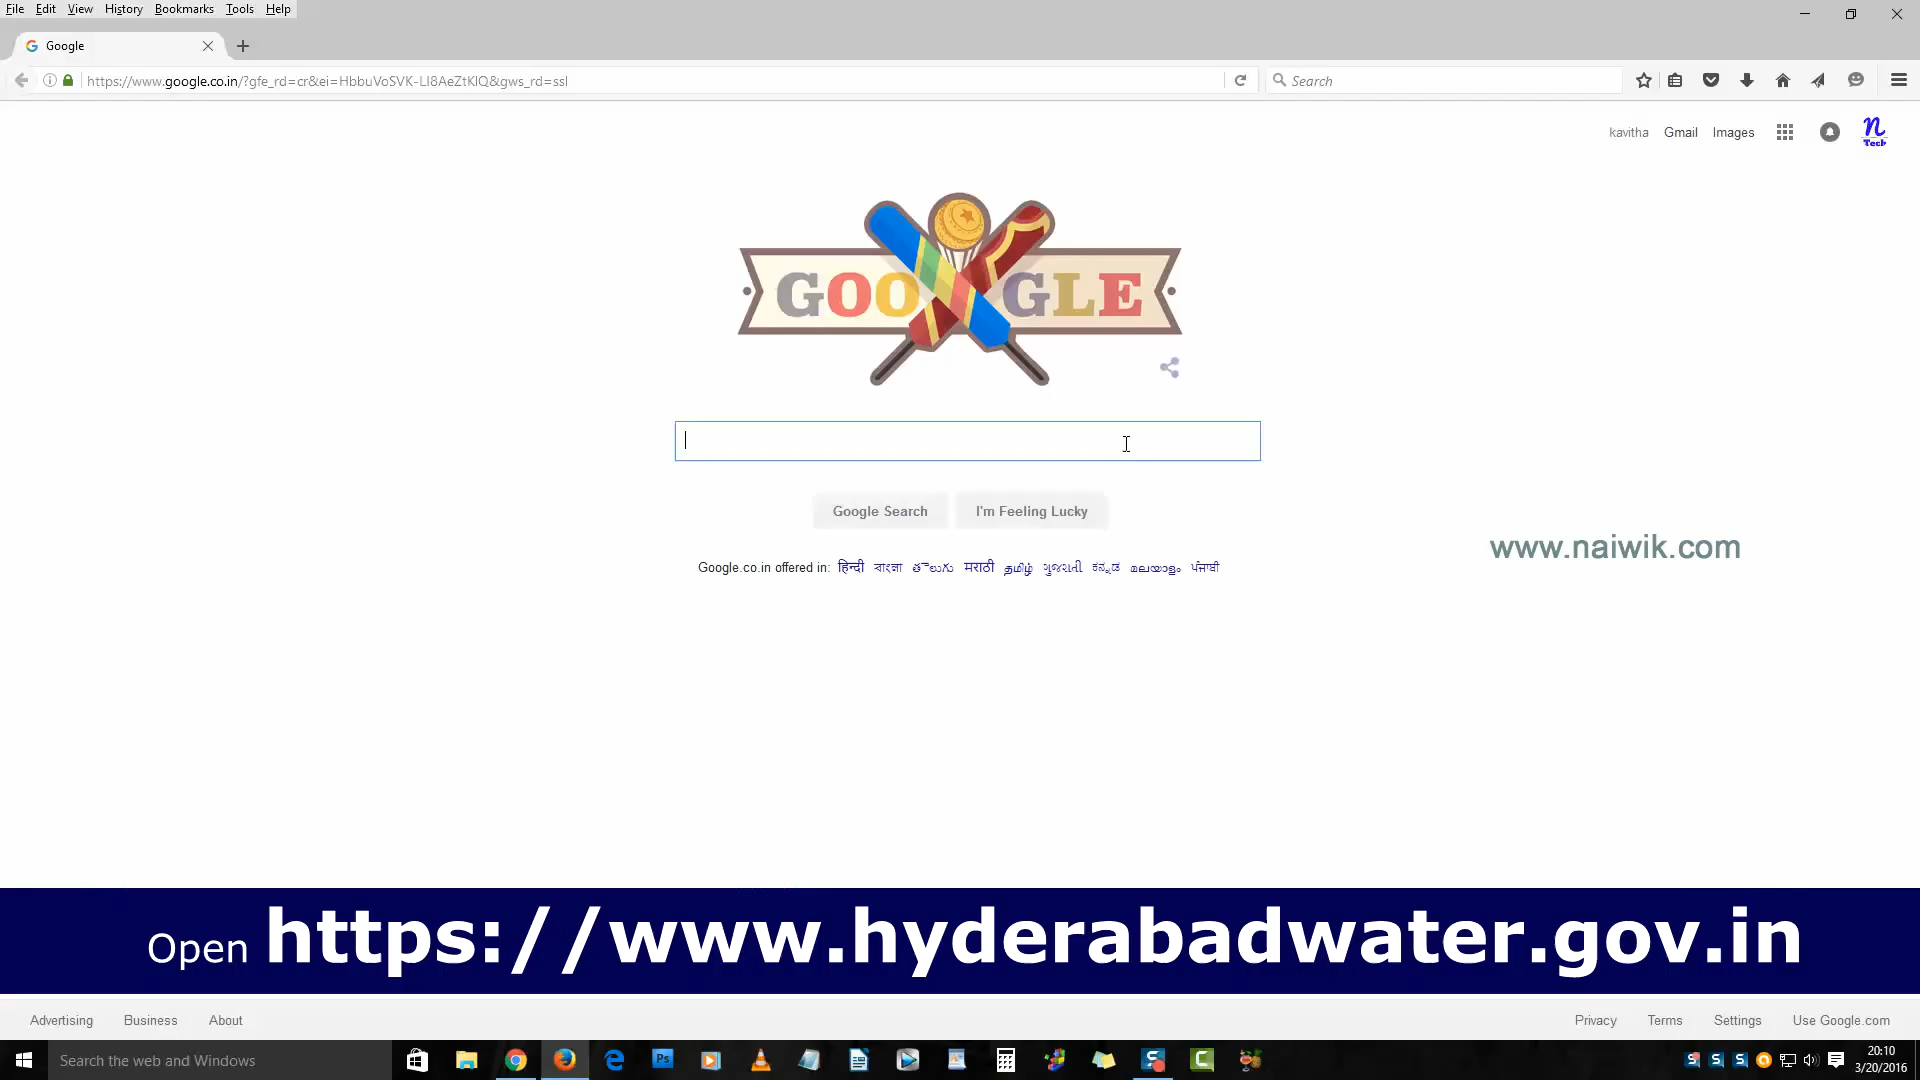 File Edit View History Bookmarks Tools Help
Google
https://www.google.co.in/?gfe_rd=cr&ei=HbbuVoSVK-LI8AeZtKlQ&gws_rd=ssl
Search
kavitha Gmail Images
n Tech
GOOGLE
Google Search I'm Feeling Lucky
www.naiwik.com
Google.co.in offered in: हिन्दी বাংলা తెలుగు मराठी தமிழ் ગુજરાતી ಕನ್ನಡ മലയാളം ਪੰਜਾਬੀ
Open https://www.hyderabadwater.gov.in
Advertising Business About Privacy Terms Settings Use Google.com
Search the web and Windows
20:10
3/20/2016